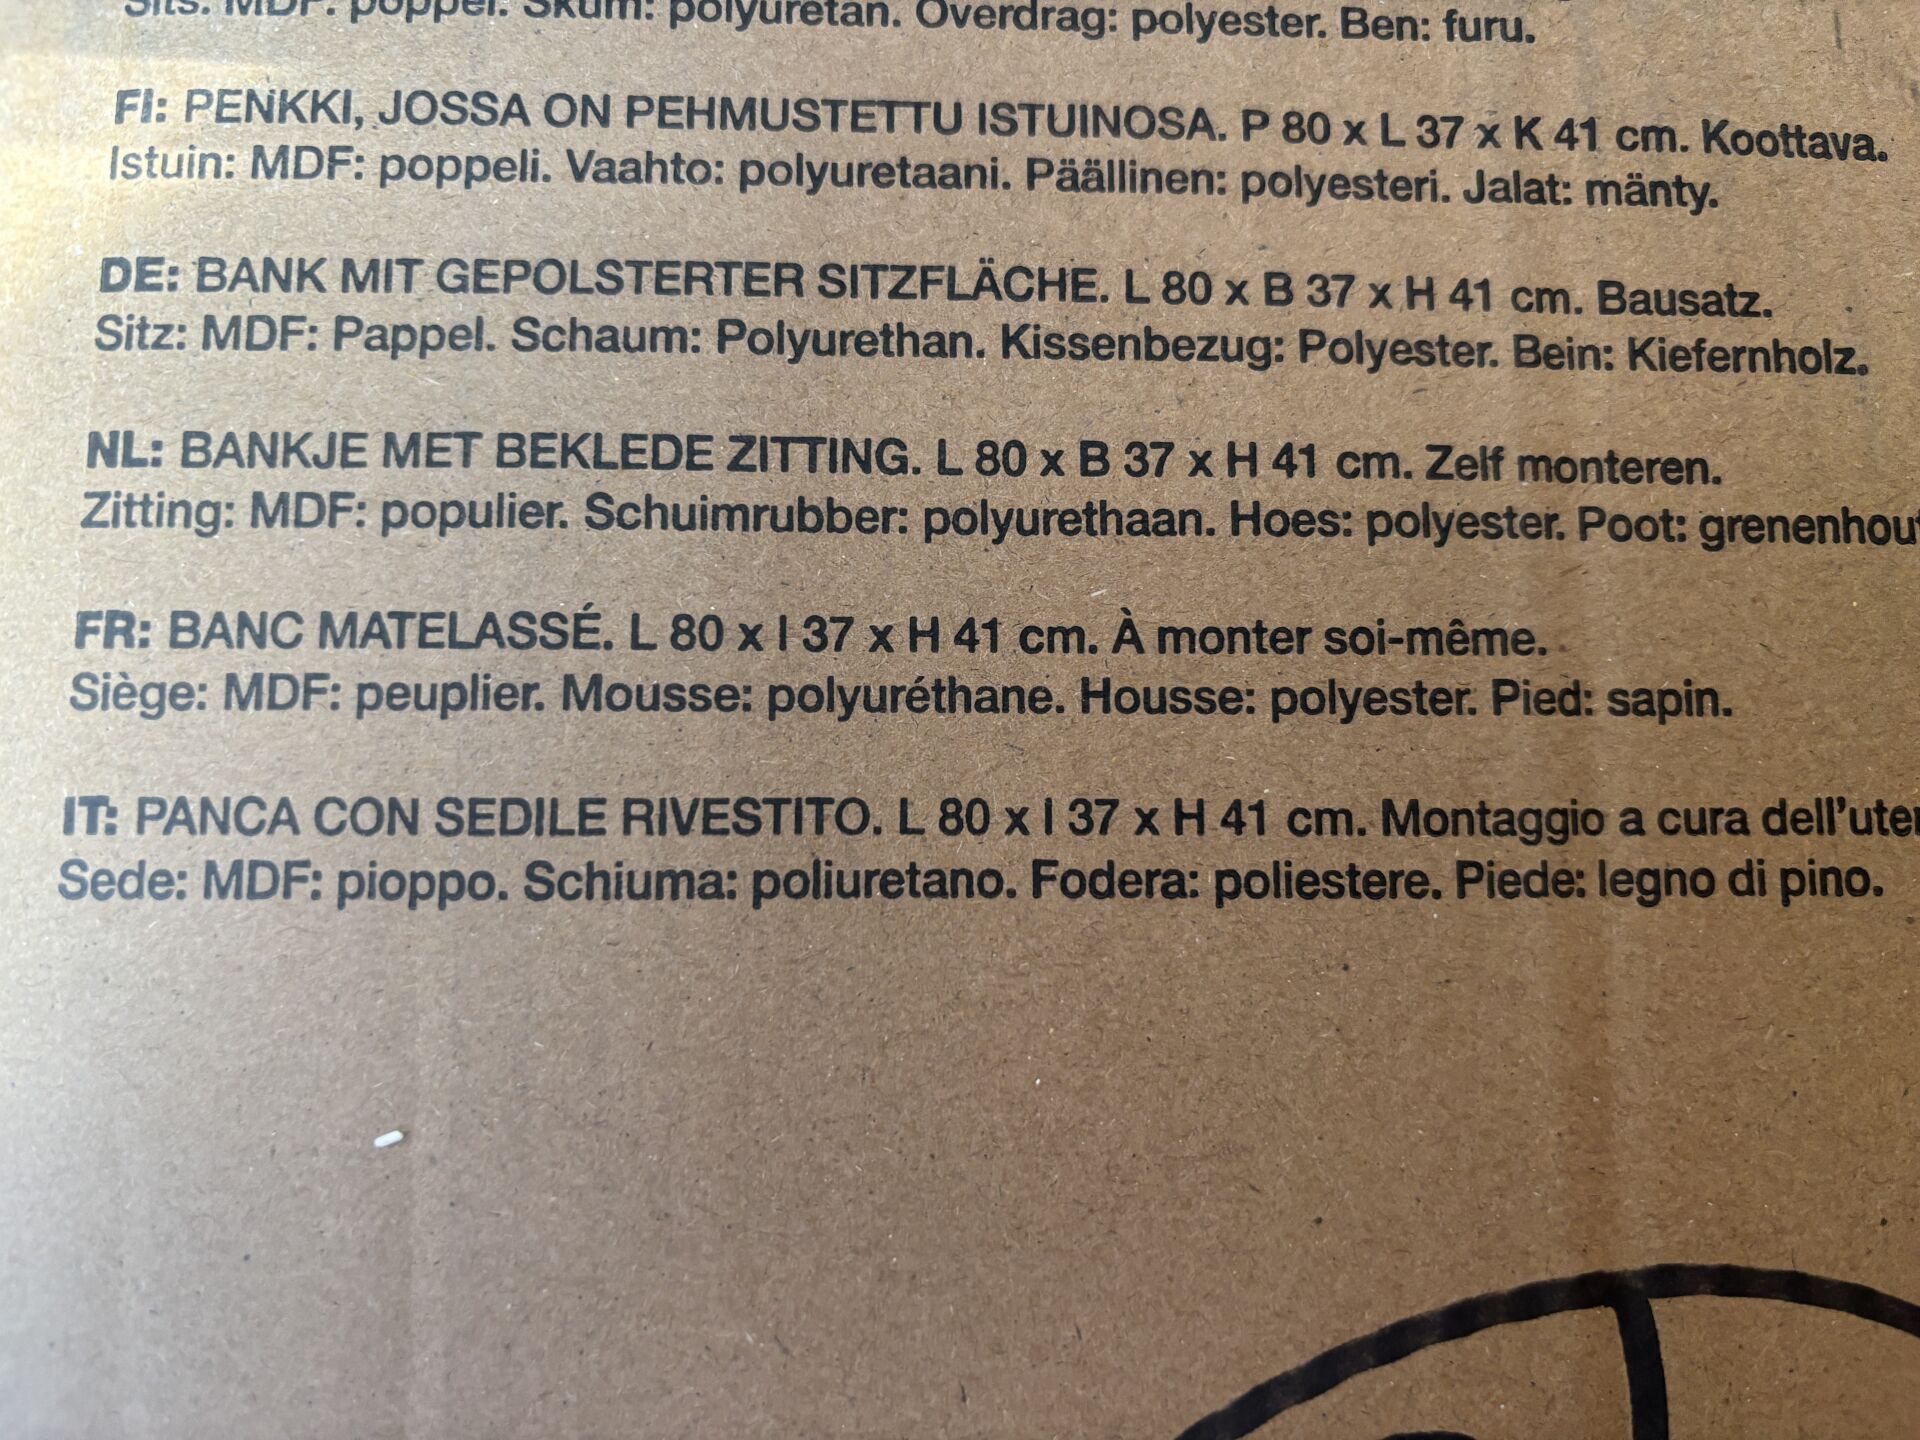 Sits: MDF: poppel. Skum: polyuretan. Överdrag: polyester. Ben: furu.
FI: PENKKI, JOSSA ON PEHMUSTETTU ISTUINOSA. P 80 x L 37 x K 41 cm. Koottava.
Istuin: MDF: poppeli. Vaahto: polyuretaani. Päällinen: polyesteri. Jalat: mänty.
DE: BANK MIT GEPOLSTERTER SITZFLÄCHE. L 80 x B 37 x H 41 cm. Bausatz.
Sitz: MDF: Pappel. Schaum: Polyurethan. Kissenbezug: Polyester. Bein: Kiefernholz.
NL: BANKJE MET BEKLEDE ZITTING. L 80 x B 37 x H 41 cm. Zelf monteren.
Zitting: MDF: populier. Schuimrubber: polyurethaan. Hoes: polyester. Poot: grenenhout
FR: BANC MATELASSÉ. L 80 x l 37 x H 41 cm. À monter soi-même.
Siège: MDF: peuplier. Mousse: polyuréthane. Housse: polyester. Pied: sapin.
IT: PANCA CON SEDILE RIVESTITO. L 80 x l 37 x H 41 cm. Montaggio a cura
Sede: MDF: pioppo. Schiuma: poliuretano. Fodera: poliestere. Piede: legno di pino.